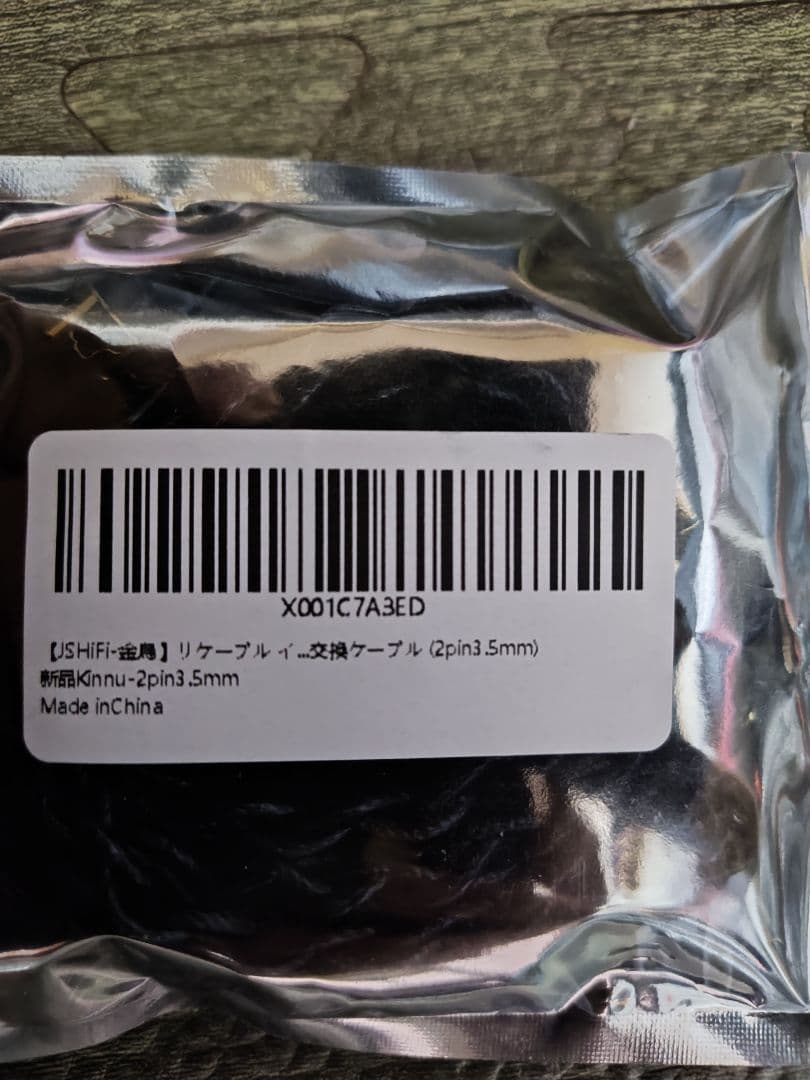 X001C7A3ED
【JSHiFi-金鳥】リケーブル イ...交換ケーブル (2pin3.5mm)
新品Kinnu-2pin3.5mm
Made inChina